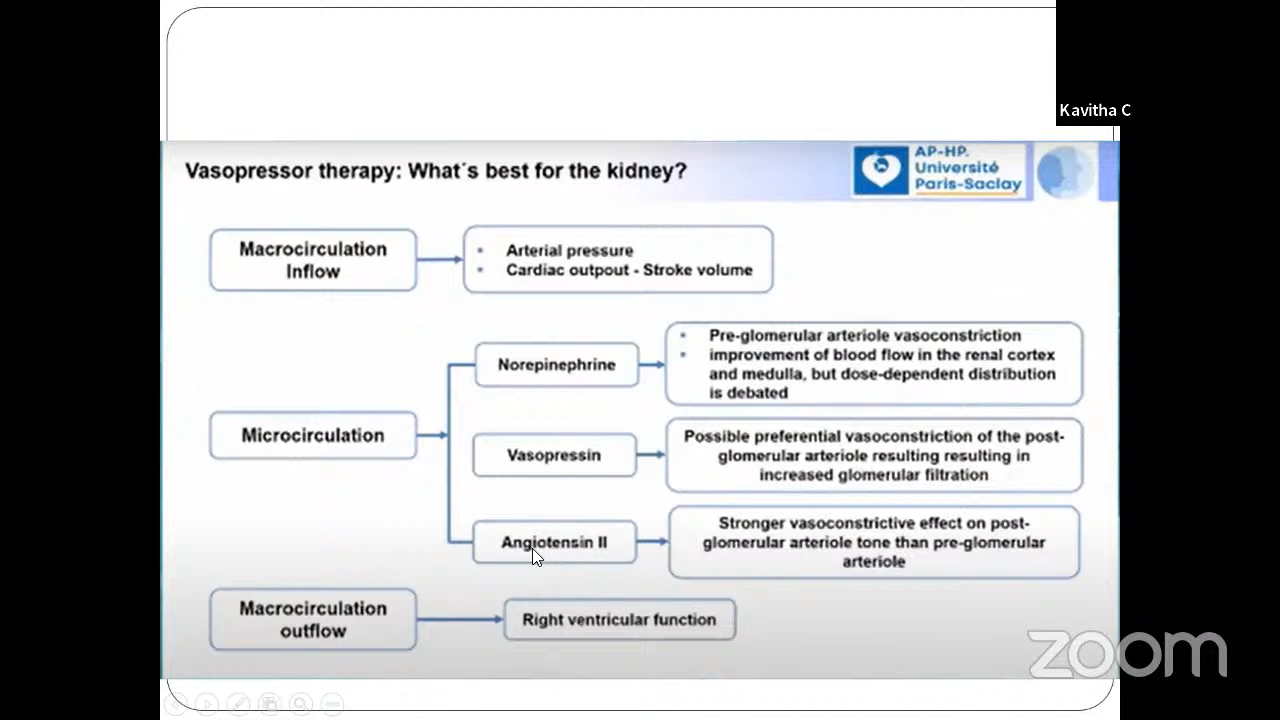 Kavitha C
Vasopressor therapy: What´s best for the kidney?
AP-HP.
Université
Paris-Saclay
Macrocirculation
Inflow
• Arterial pressure
• Cardiac outpout - Stroke volume
Microcirculation
Norepinephrine
• Pre-glomerular arteriole vasoconstriction
• improvement of blood flow in the renal cortex
and medulla, but dose-dependent distribution
is debated
Vasopressin
Possible preferential vasoconstriction of the post-
glomerular arteriole resulting resulting in
increased glomerular filtration
Angiotensin II
Stronger vasoconstrictive effect on post-
glomerular arteriole tone than pre-glomerular
arteriole
Macrocirculation
outflow
Right ventricular function
zoom